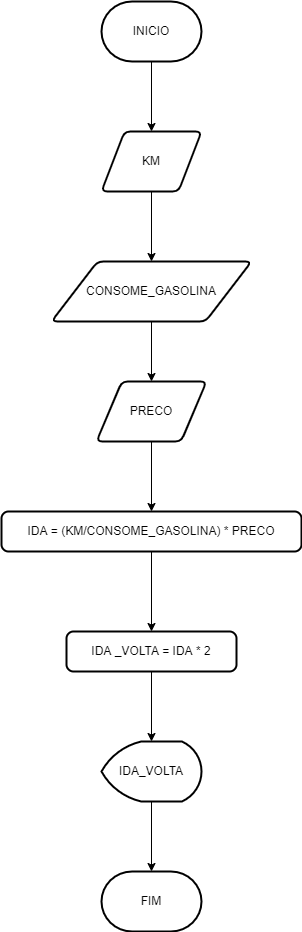 INICIO
KM
CONSOME_GASOLINA
PRECO
IDA = (KM/CONSOME_GASOLINA) * PRECO
IDA _VOLTA = IDA * 2
IDA_VOLTA
FIM